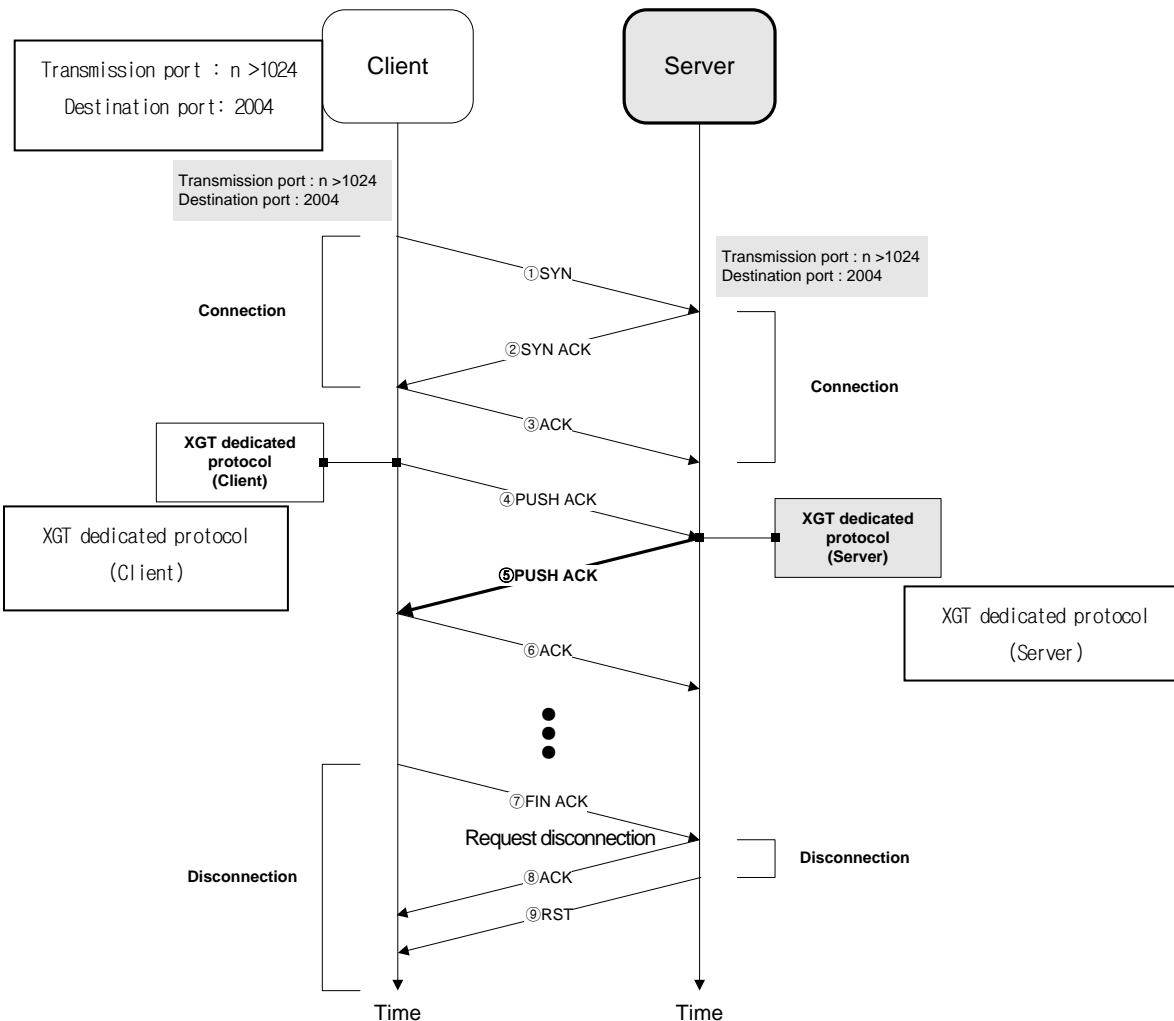 Client
Server
Transmission port : n >1024
Destination port: 2004
Transmission port : n >1024
Destination port : 2004
Transmission port : n >1024
Destination port : 2004
①SYN
Connection
②SYN ACK
Connection
③ACK
XGT dedicated
protocol
(Client)
④PUSH ACK
XGT dedicated
protocol
(Server)
XGT dedicated protocol
(Client)
⑤PUSH ACK
XGT dedicated protocol
(Server)
⑥ACK
⑦FIN ACK
Request disconnection
Disconnection
Disconnection
⑧ACK
⑨RST
Time
Time